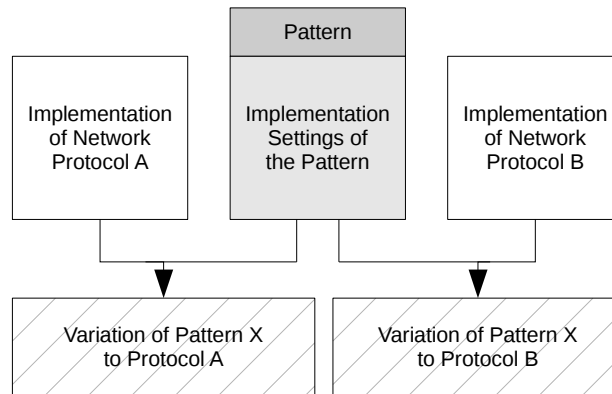 Pattern
Implementation
of Network
Protocol A
Implementation
Settings of
the Pattern
Implementation
of Network
Protocol B
Variation of Pattern X
to Protocol A
Variation of Pattern X
to Protocol B